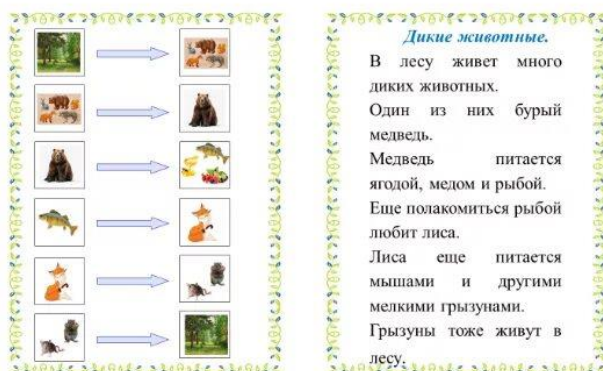 Дикие животные.
В лесу живет много
диких животных.
Один из них бурый
медведь.
Медведь питается
ягодой, медом и рыбой.
Еще полакомиться рыбой
любит лиса.
Лиса еще питается
мышами и другими
мелкими грызунами.
Грызуны тоже живут в
лесу.